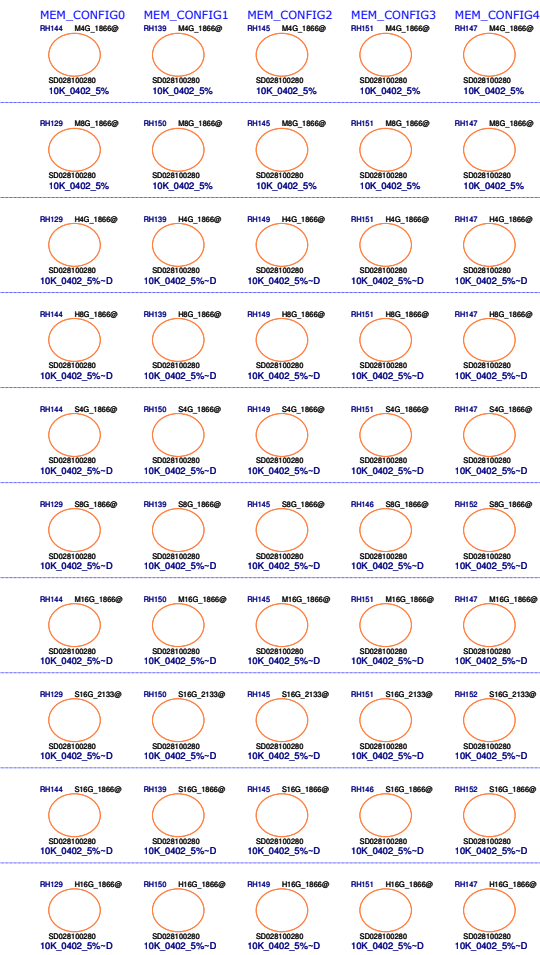 MEM_CONFIG0 MEM_CONFIG1 MEM_CONFIG2 MEM_CONFIG3 MEM_CONFIG4
RH144 M4G_1866@ RH139 M4G_1866@ RH145 M4G_1866@ RH151 M4G_1866@ RH147 M4G_1866@
SD028100280 SD028100280 SD028100280 SD028100280 SD028100280
10K_0402_5% 10K_0402_5% 10K_0402_5% 10K_0402_5% 10K_0402_5%
RH129 M8G_1866@ RH150 M8G_1866@ RH145 M8G_1866@ RH151 M8G_1866@ RH147 M8G_1866@
SD028100280 SD028100280 SD028100280 SD028100280 SD028100280
10K_0402_5% 10K_0402_5% 10K_0402_5% 10K_0402_5% 10K_0402_5%
RH129 H4G_1866@ RH139 H4G_1866@ RH149 H4G_1866@ RH151 H4G_1866@ RH147 H4G_1866@
SD028100280 SD028100280 SD028100280 SD028100280 SD028100280
10K_0402_5%~D 10K_0402_5%~D 10K_0402_5%~D 10K_0402_5%~D 10K_0402_5%~D
RH144 H8G_1866@ RH139 H8G_1866@ RH149 H8G_1866@ RH151 H8G_1866@ RH147 H8G_1866@
SD028100280 SD028100280 SD028100280 SD028100280 SD028100280
10K_0402_5%~D 10K_0402_5%~D 10K_0402_5%~D 10K_0402_5%~D 10K_0402_5%~D
RH144 S4G_1866@ RH150 S4G_1866@ RH149 S4G_1866@ RH151 S4G_1866@ RH147 S4G_1866@
SD028100280 SD028100280 SD028100280 SD028100280 SD028100280
10K_0402_5%~D 10K_0402_5%~D 10K_0402_5%~D 10K_0402_5%~D 10K_0402_5%~D
RH129 S8G_1866@ RH139 S8G_1866@ RH145 S8G_1866@ RH146 S8G_1866@ RH152 S8G_1866@
SD028100280 SD028100280 SD028100280 SD028100280 SD028100280
10K_0402_5%~D 10K_0402_5%~D 10K_0402_5%~D 10K_0402_5%~D 10K_0402_5%~D
RH144 M16G_1866@ RH150 M16G_1866@ RH145 M16G_1866@ RH151 M16G_1866@ RH147 M16G_1866@
SD028100280 SD028100280 SD028100280 SD028100280 SD028100280
10K_0402_5%~D 10K_0402_5%~D 10K_0402_5%~D 10K_0402_5%~D 10K_0402_5%~D
RH129 S16G_2133@ RH150 S16G_2133@ RH145 S16G_2133@ RH151 S16G_2133@ RH152 S16G_2133@
SD028100280 SD028100280 SD028100280 SD028100280 SD028100280
10K_0402_5%~D 10K_0402_5%~D 10K_0402_5%~D 10K_0402_5%~D 10K_0402_5%~D
RH144 S16G_1866@ RH139 S16G_1866@ RH145 S16G_1866@ RH146 S16G_1866@ RH152 S16G_1866@
SD028100280 SD028100280 SD028100280 SD028100280 SD028100280
10K_0402_5%~D 10K_0402_5%~D 10K_0402_5%~D 10K_0402_5%~D 10K_0402_5%~D
RH129 H16G_1866@ RH150 H16G_1866@ RH149 H16G_1866@ RH151 H16G_1866@ RH147 H16G_1866@
SD028100280 SD028100280 SD028100280 SD028100280 SD028100280
10K_0402_5%~D 10K_0402_5%~D 10K_0402_5%~D 10K_0402_5%~D 10K_0402_5%~D